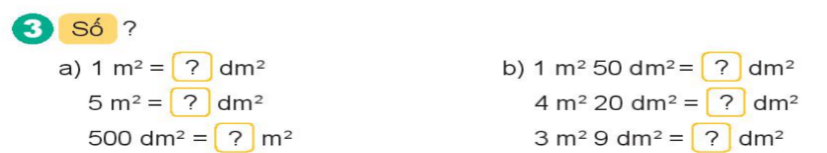 3 Số ?
a) 1 m² = ? dm²
5 m² = ? dm²
500 dm² = ? m²
b) 1 m² 50 dm² = ? dm²
4 m² 20 dm² = ? dm²
3 m² 9 dm² = ? dm²